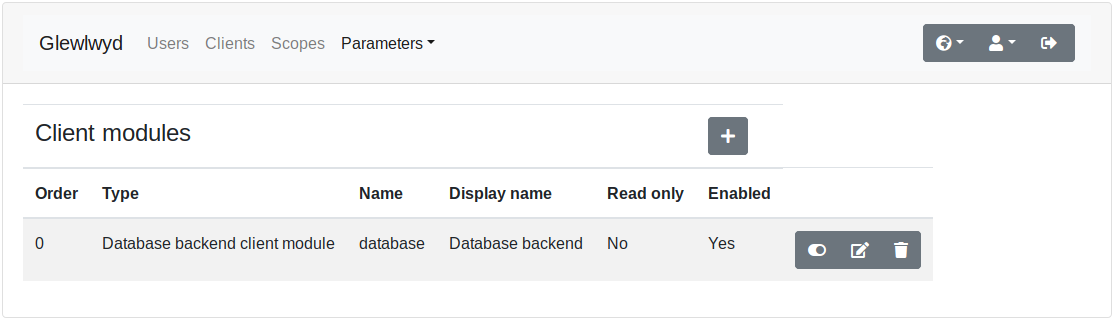 Glewlwyd Users Clients Scopes Parameters
Client modules
Order Type Name Display name Read only Enabled
0 Database backend client module database Database backend No Yes